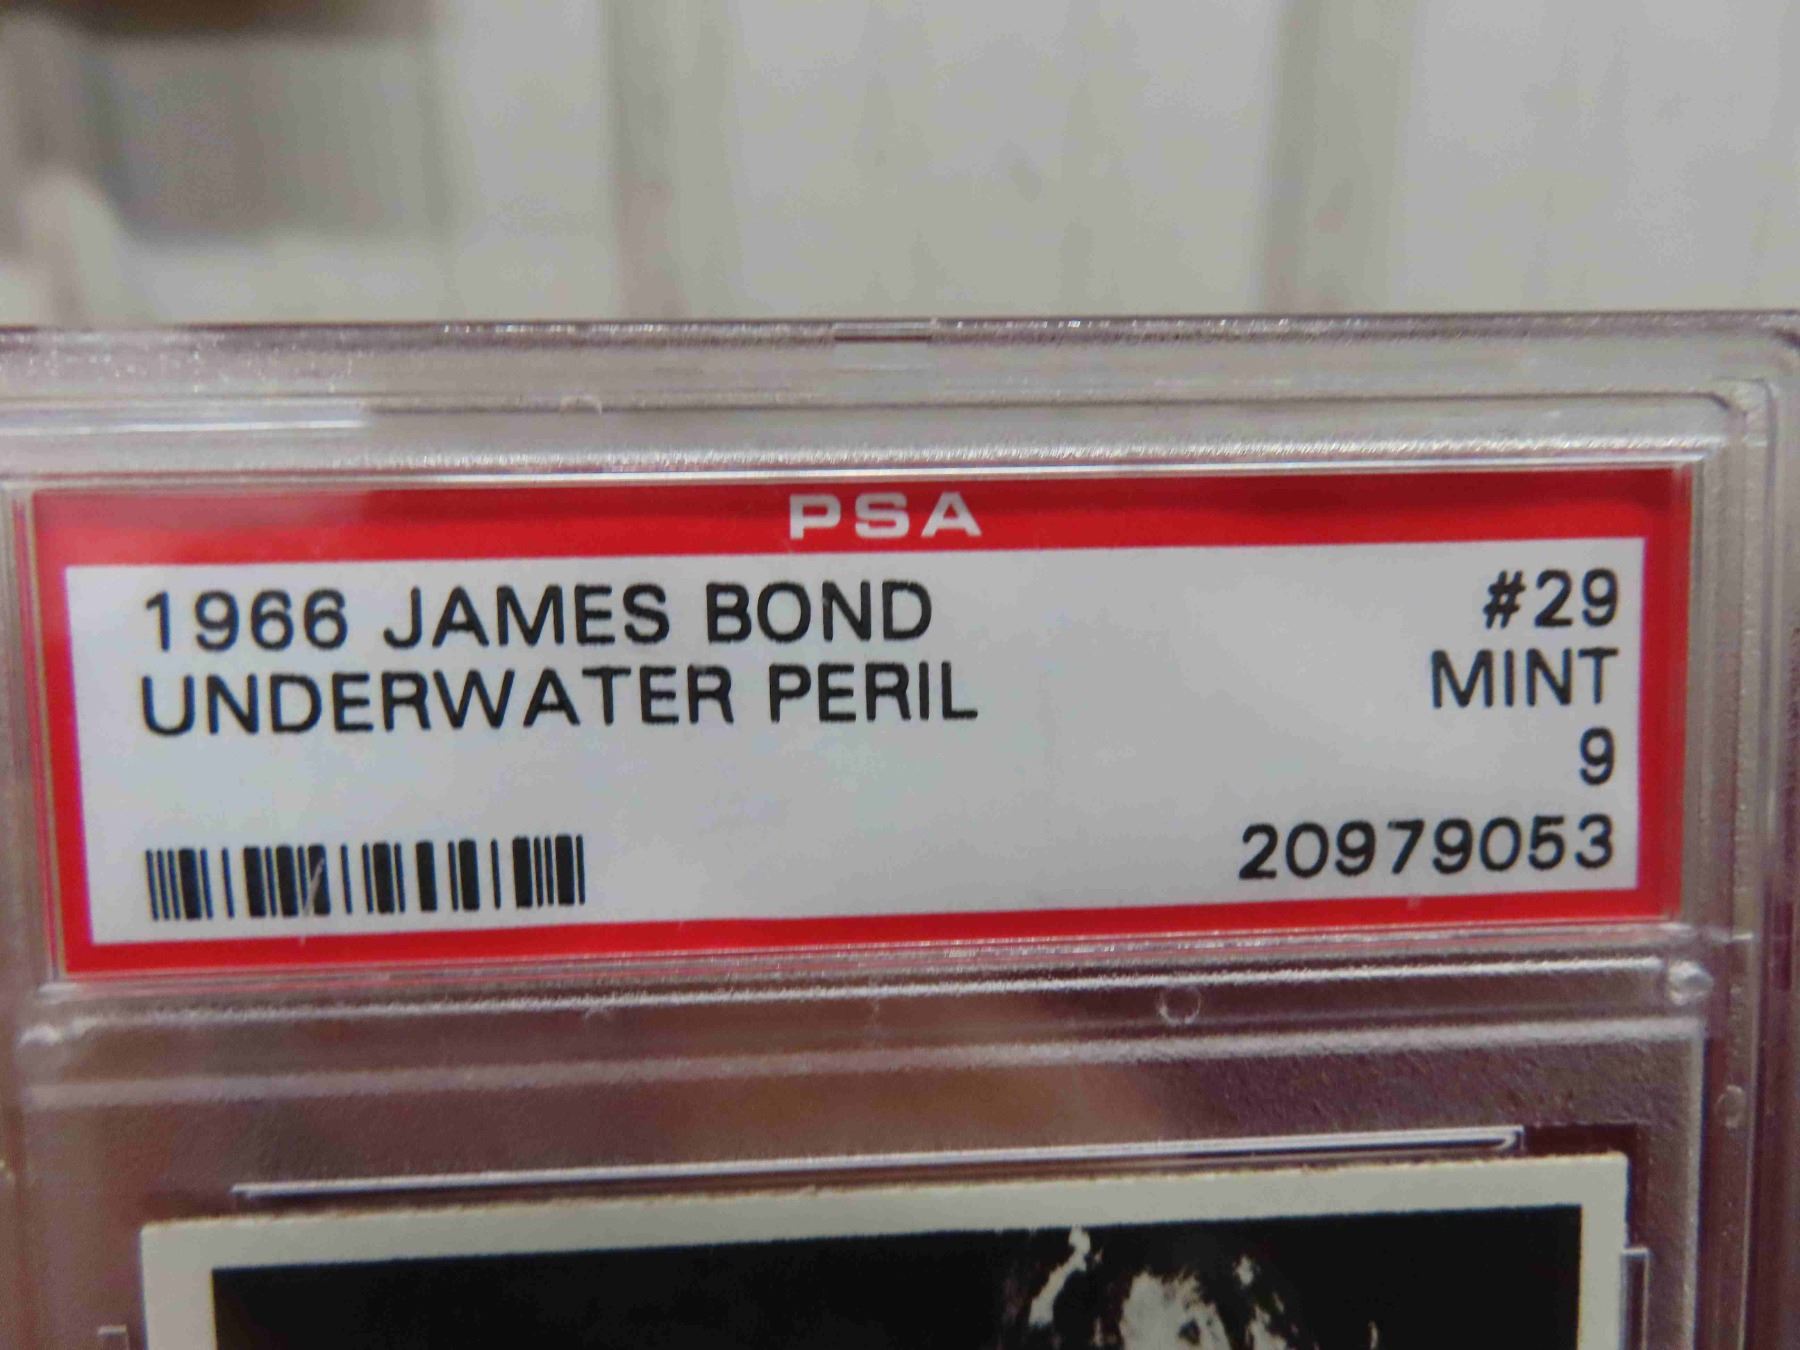 PSA
1966 JAMES BOND #29
UNDERWATER PERIL MINT
9
20979053